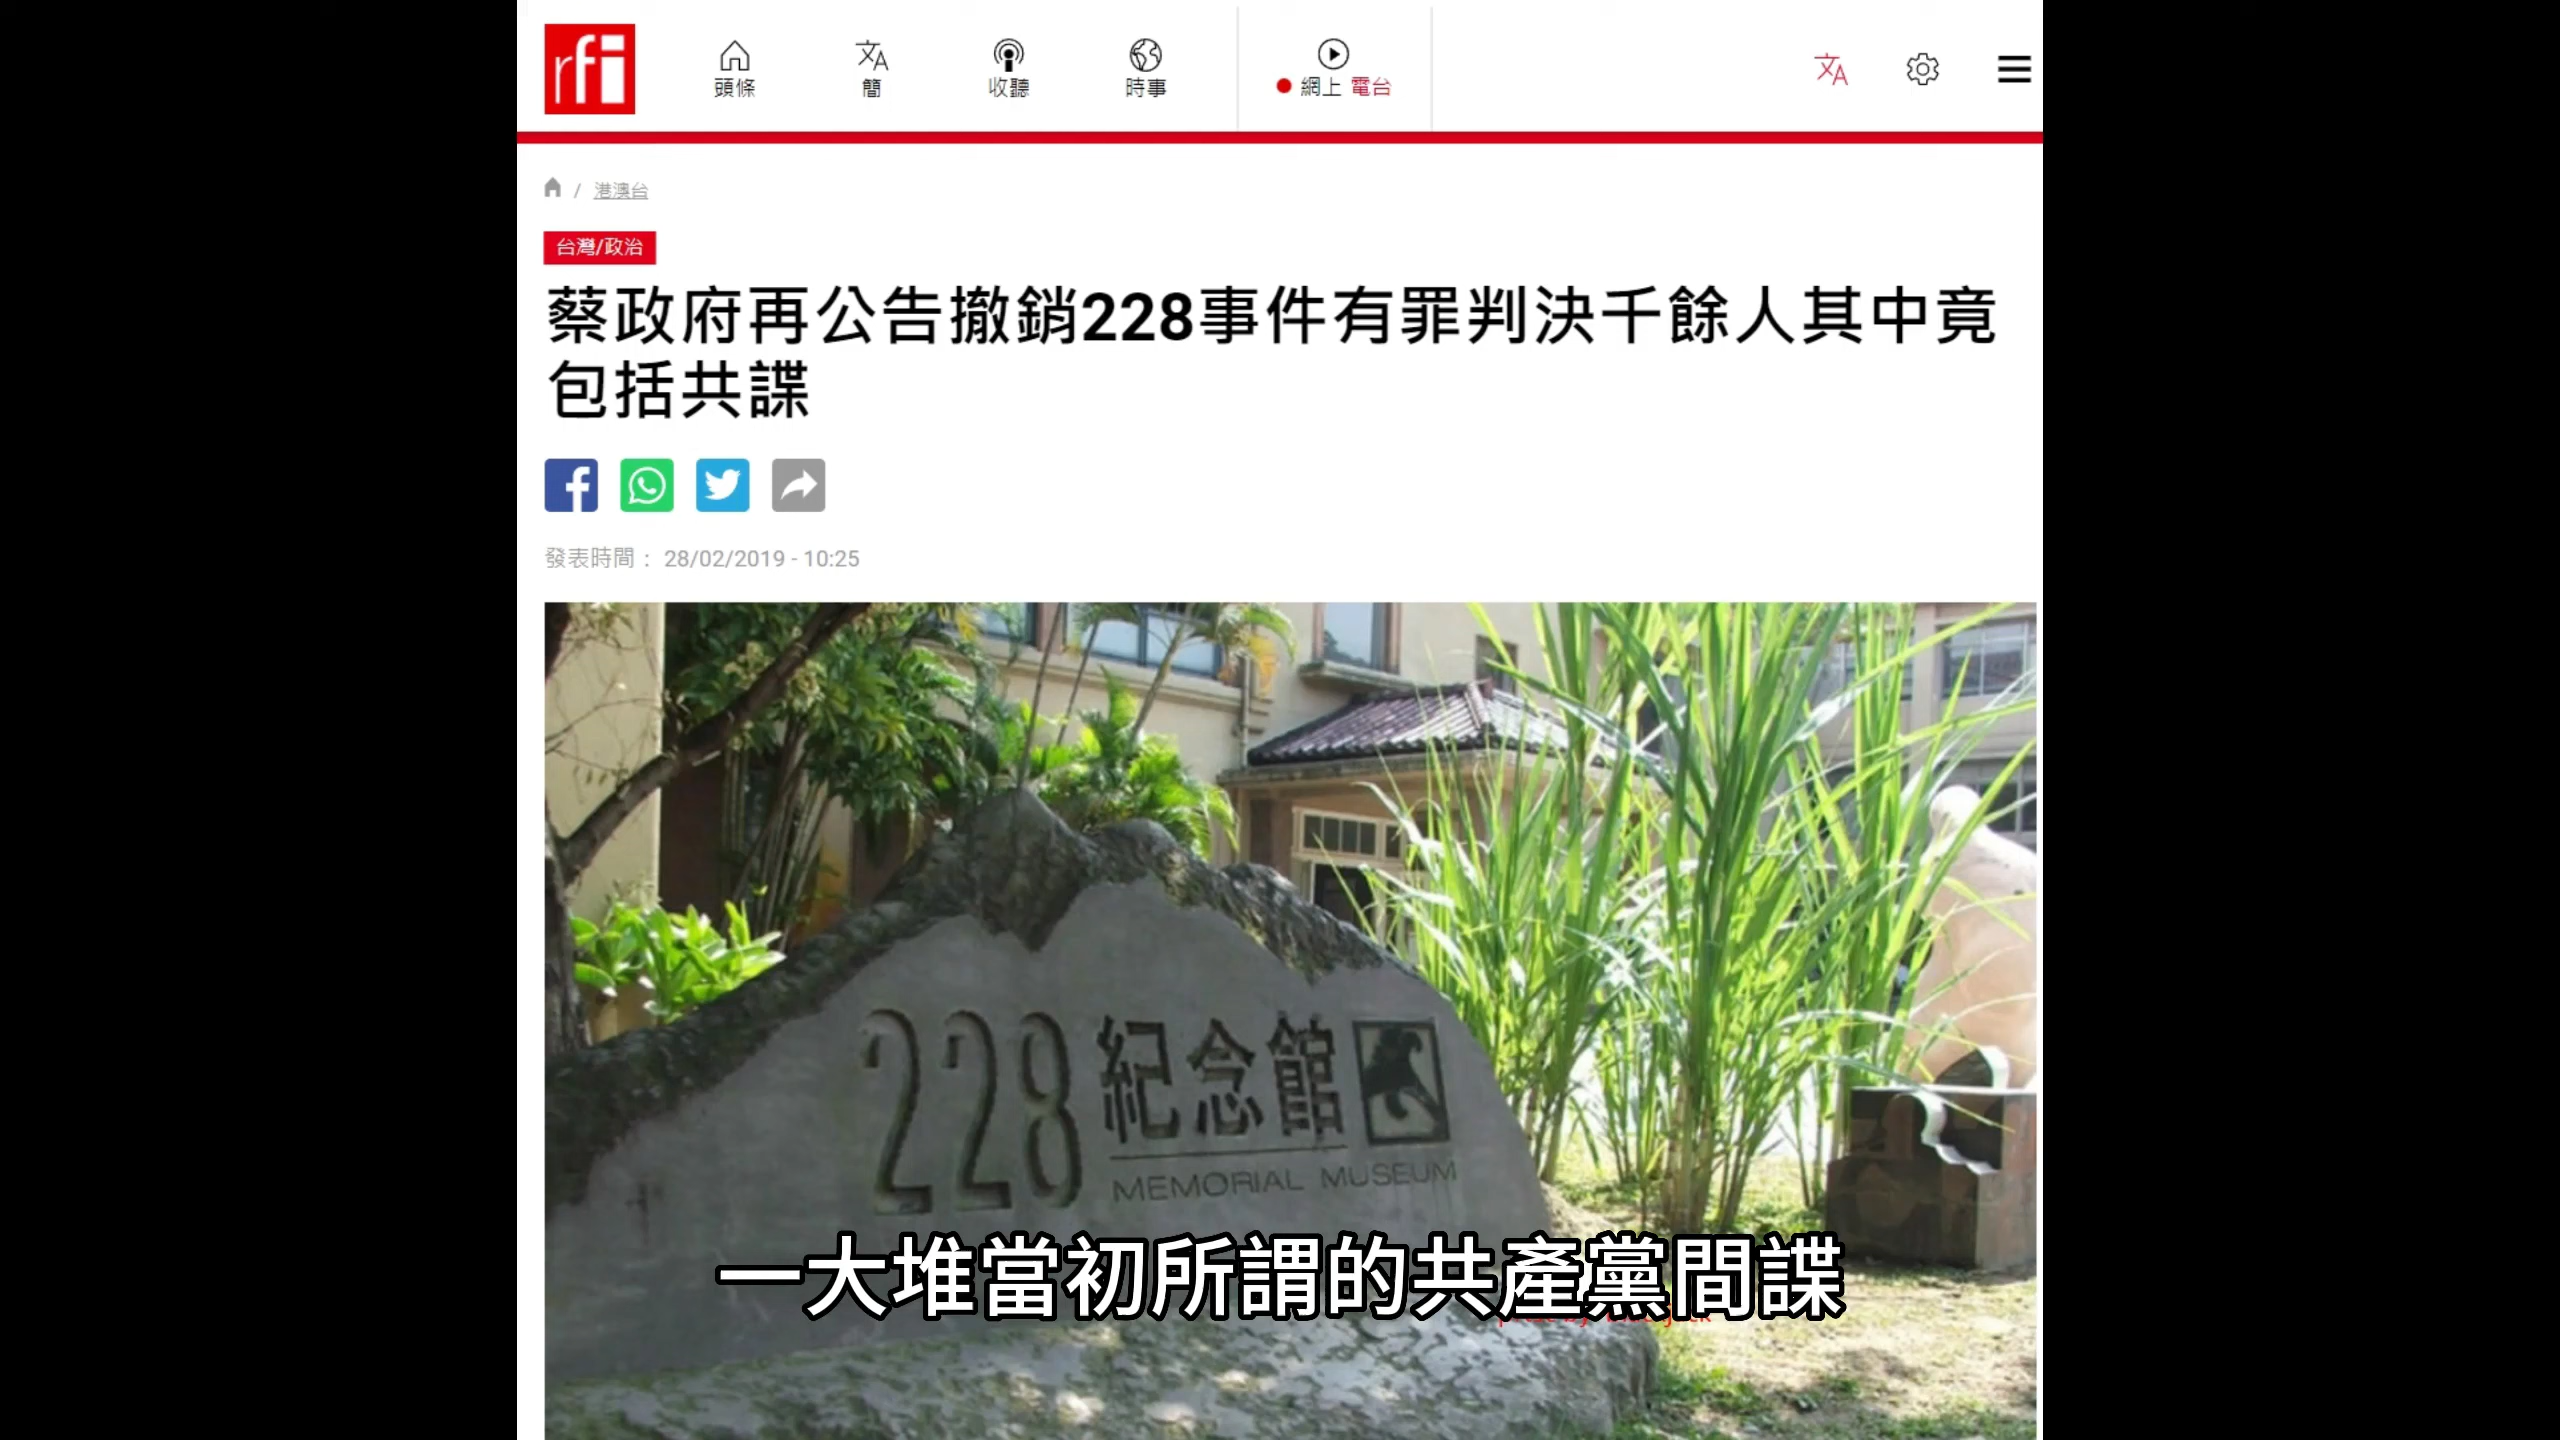 rfi
頭條
簡
收聽
時事
網上 電台
/ 港澳台
台灣/政治
蔡政府再公告撤銷228事件有罪判決千餘人其中竟
包括共諜
發表時間： 28/02/2019 - 10:25
228 紀念館
MEMORIAL MUSEUM
一大堆當初所謂的共產黨間諜